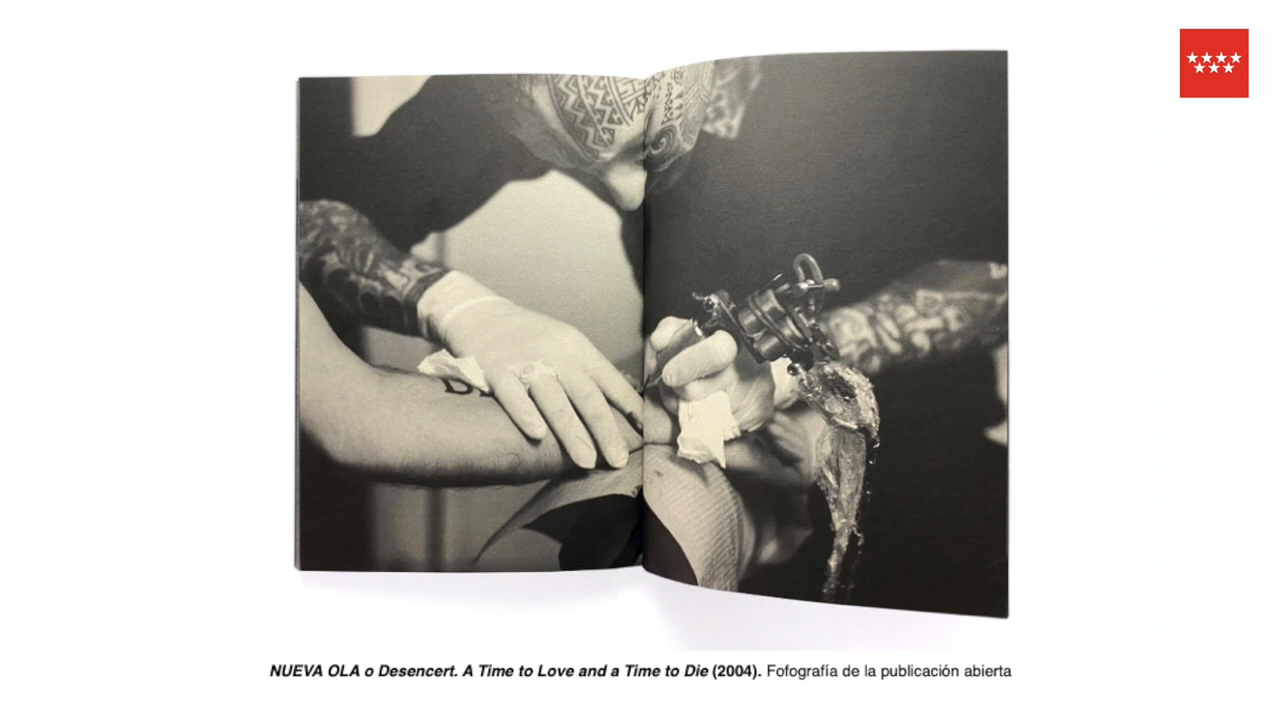 NUEVA OLA o Desencert. A Time to Love and a Time to Die (2004). Fofografía de la publicación abierta